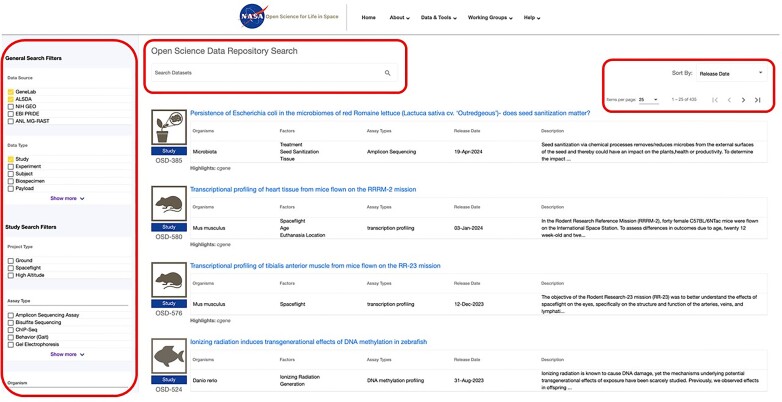 NASA
Open Science for Life in Space
Home About Data & Tools Working Groups Help
General Search Filters
Data Source
GeneLab
ALSDA
NIH GEO
EBI PRIDE
ANL MG-RAST
Data Type
Study
Experiment
Subject
Biospecimen
Payload
Show more
Study Search Filters
Project Type
Ground
Spaceflight
High Altitude
Assay Type
Amplicon Sequencing Assay
Bisulfite Sequencing
ChIP-Seq
Behavior (Gait)
Gel Electrophoresis
Show more
Organism
Open Science Data Repository Search
Search Datasets
Sort By: Release Data
Items per page: 25 1 – 25 of 435
Persistence of Escherichia coli in the microbiomes of red Romaine lettuce (Lactuca sativa cv. 'Outredgeous')- does seed sanitization matter?
Organisms Factors Assay Types Release Date Description
Microbiota
Treatment
Seed Sanitization
Tissue
Amplicon Sequencing
19-Apr-2024
Seed sanitization via chemical processes removes/reduces microbes from the external surfaces
of the seed and thereby could have an impact on the plants,health or productivity. To determine
the impact ...
Study
OSD-385
Highlights: cgene
Transcriptional profiling of heart tissue from mice flown on the RRRM-2 mission
Organisms Factors Assay Types Release Date Description
Mus musculus
Spaceflight
Age
Euthanasia Location
transcription profiling
03-Jan-2024
In the Rodent Research Reference Mission (RRRM-2), forty female C57BL/6NTac mice were flown
on the International Space Station. To assess differences in outcomes due to age, twenty 12
week-old and twe...
Study
OSD-580
Highlights: cgene
Transcriptional profiling of tibialis anterior muscle from mice flown on the RR-23 mission
Organisms Factors Assay Types Release Date Description
Mus musculus
Spaceflight
transcription profiling
12-Dec-2023
The objective of the Rodent Research-23 mission (RR-23) was to better understand the effects of
spaceflight on the eyes, specifically on the structure and function of the arteries, veins, and
lymphati...
Study
OSD-576
Highlights: cgene
Ionizing radiation induces transgenerational effects of DNA methylation in zebrafish
Organisms Factors Assay Types Release Date Description
Danio rerio
Ionizing Radiation
Generation
DNA methylation profiling
31-Aug-2023
Ionizing radiation is known to cause DNA damage, yet the mechanisms underlying potential
transgenerational effects of exposure have been scarcely studied. Previously, we observed effects
in offspring ...
Study
OSD-524